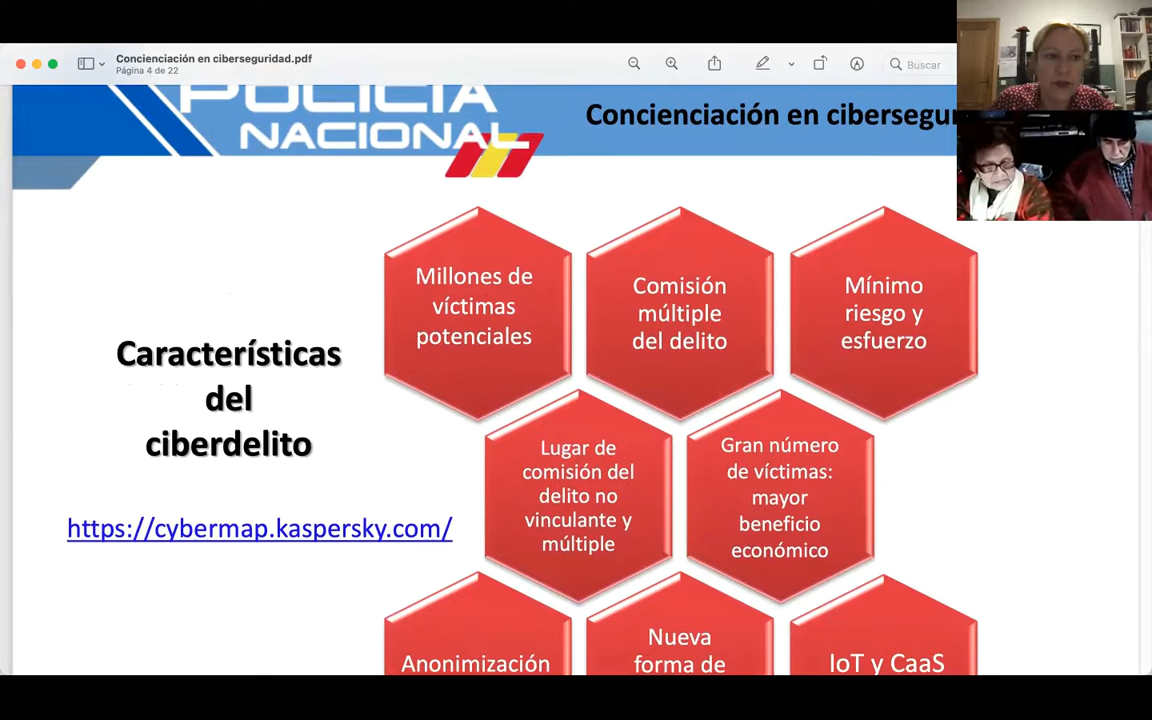 Concienciación en ciberseguridad.pdf
Página 4 de 22
Buscar
POLICÍA
NACIONAL
Concienciación en cibersegur
Características
del
ciberdelito
https://cybermap.kaspersky.com/
Millones de
víctimas
potenciales
Comisión
múltiple
del delito
Mínimo
riesgo y
esfuerzo
Lugar de
comisión del
delito no
vinculante y
múltiple
Gran número
de víctimas:
mayor
beneficio
económico
Anonimización
Nueva
forma de
IoT y CaaS